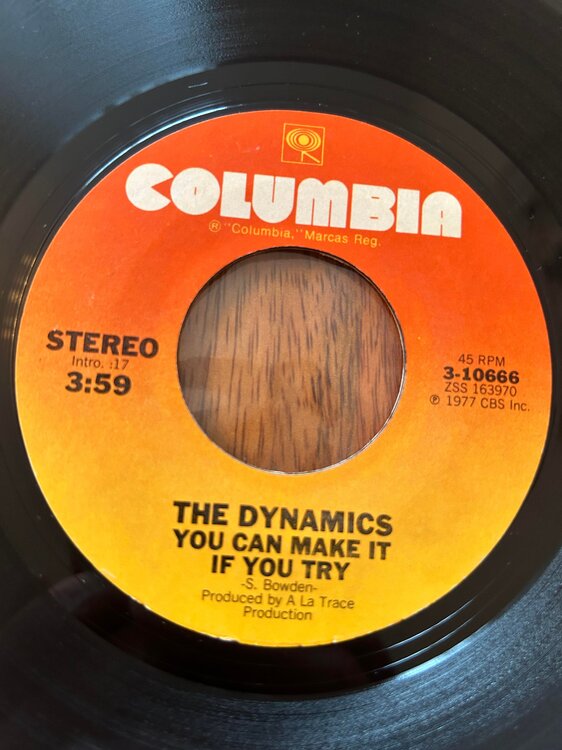 COLUMBIA
® "Columbia," Marcas Reg.
STEREO
Intro. :17
3:59
45 RPM
3-10666
ZSS 163970
℗ 1977 CBS Inc.
THE DYNAMICS
YOU CAN MAKE IT
IF YOU TRY
-S. Bowden-
Produced by A La Trace
Production